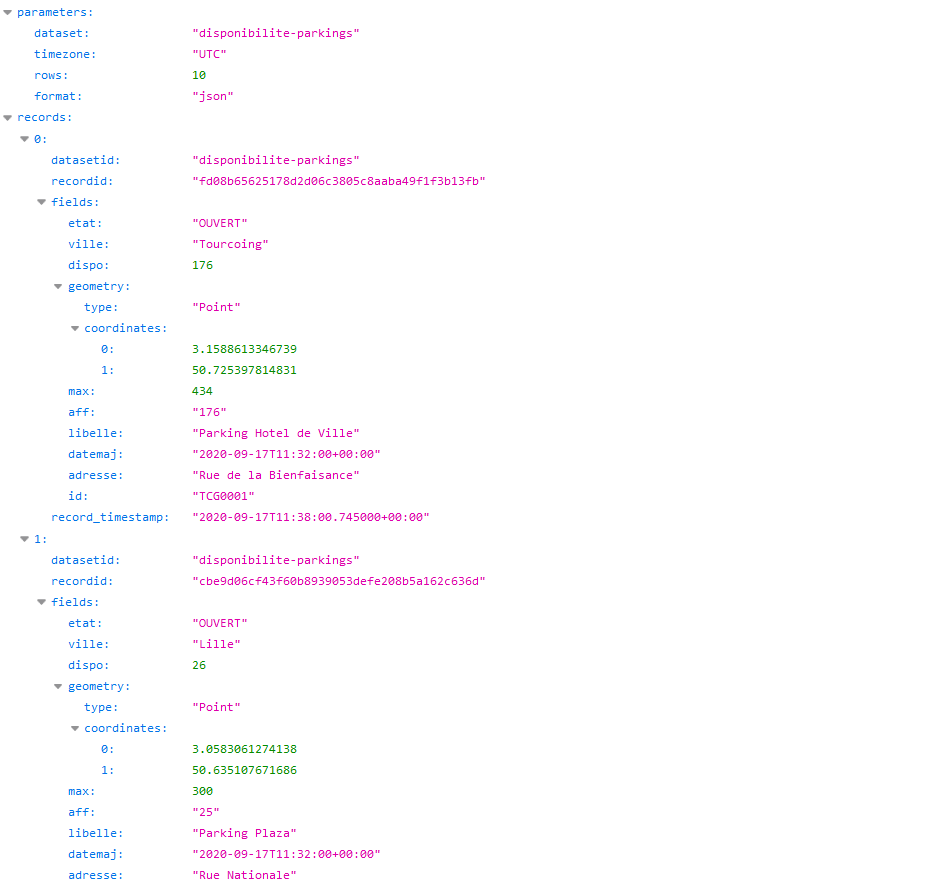 parameters:
dataset: "disponibilite-parkings"
timezone: "UTC"
rows: 10
format: "json"
records:
0:
datasetid: "disponibilite-parkings"
recordid: "fd08b65625178d2d06c3805c8aaba49f1f3b13fb"
fields:
etat: "OUVERT"
ville: "Tourcoing"
dispo: 176
geometry:
type: "Point"
coordinates:
0: 3.1588613346739
1: 50.725397814831
max: 434
aff: "176"
libelle: "Parking Hotel de Ville"
datemaj: "2020-09-17T11:32:00+00:00"
adresse: "Rue de la Bienfaisance"
id: "TCG0001"
record_timestamp: "2020-09-17T11:38:00.745000+00:00"
1:
datasetid: "disponibilite-parkings"
recordid: "cbe9d06cf43f60b8939053defe208b5a162c636d"
fields:
etat: "OUVERT"
ville: "Lille"
dispo: 26
geometry:
type: "Point"
coordinates:
0: 3.0583061274138
1: 50.635107671686
max: 300
aff: "25"
libelle: "Parking Plaza"
datemaj: "2020-09-17T11:32:00+00:00"
adresse: "Rue Nationale"